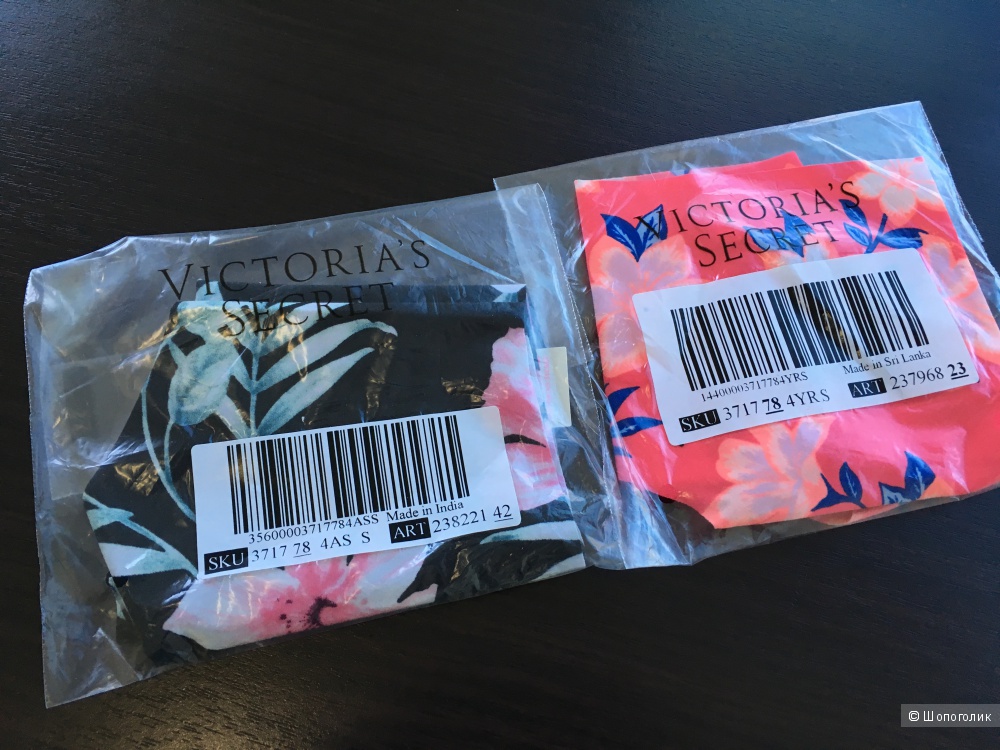 VICTORIA'S
SECRET
35600003717784ASS Made in India
SKU 3717 78 4AS S ART 238221 42
VICTORIA'S
SECRET
14400003717784YRS Made in Sri Lanka
SKU 3717 78 4YRS ART 237968 23
© Шопоголик